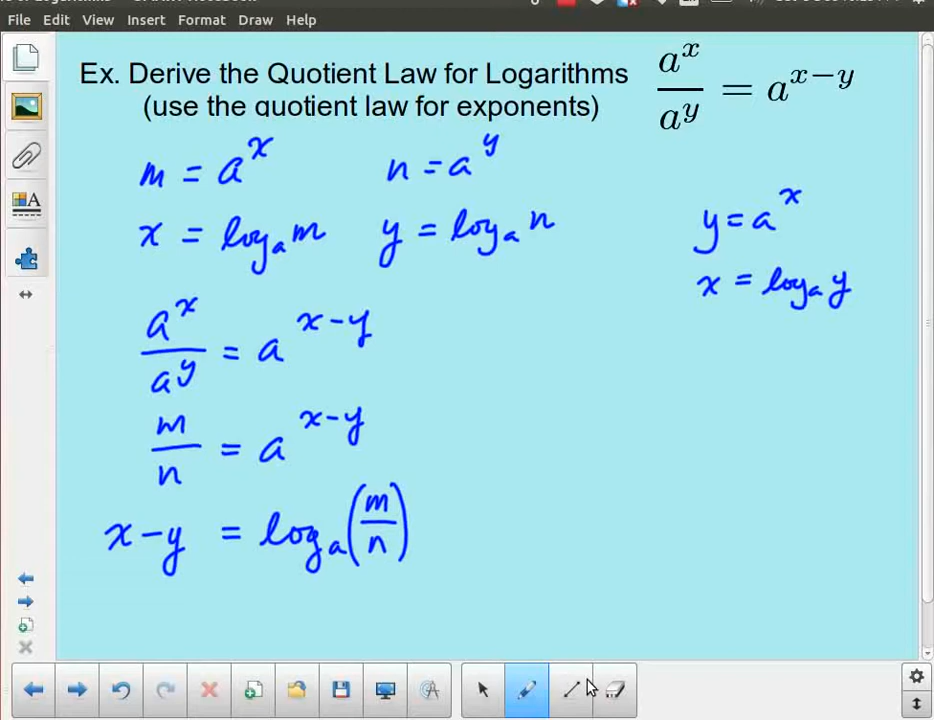 File Edit View Insert Format Draw Help
Ex. Derive the Quotient Law for Logarithms
(use the quotient law for exponents)
a^x / a^y = a^(x−y)
m = a^x n = a^y
x = log_a m y = log_a n
y = a^x
x = log_a y
a^x / a^y = a^(x−y)
m / n = a^(x−y)
x − y = log_a (m / n)